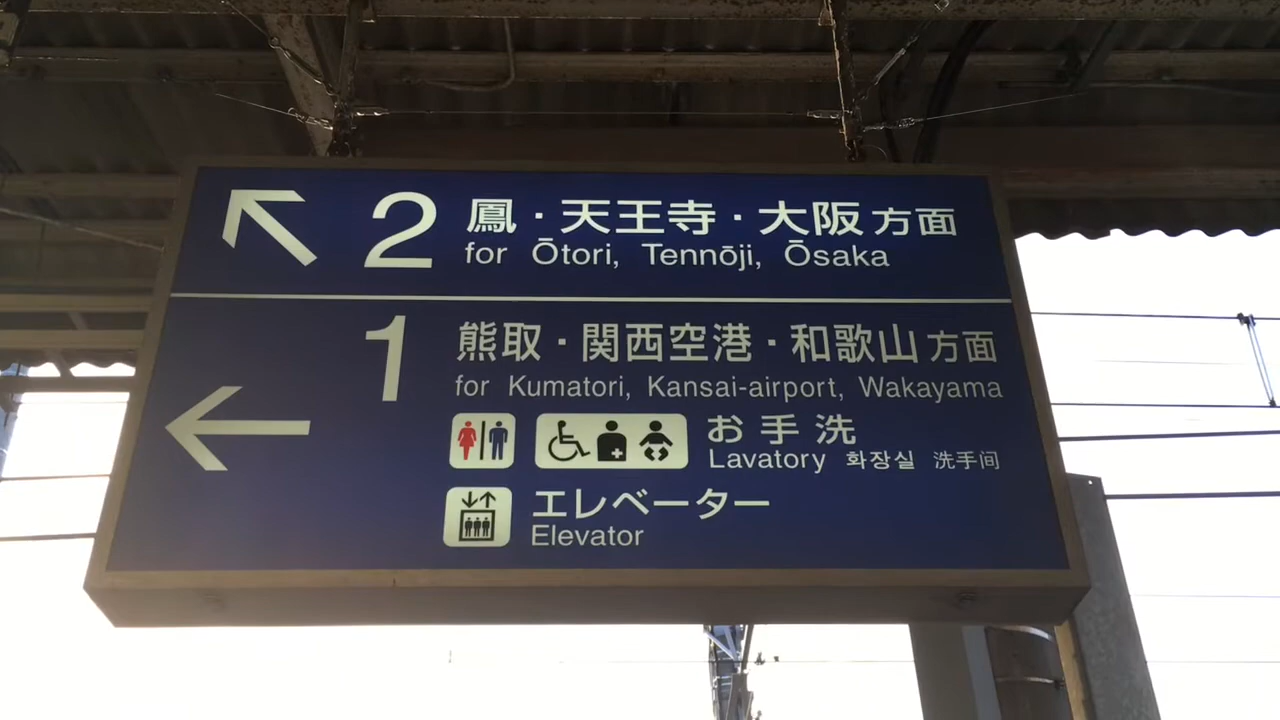 2 鳳・天王寺・大阪方面
for Ōtori, Tennōji, Ōsaka
1 熊取・関西空港・和歌山方面
for Kumatori, Kansai-airport, Wakayama
お手洗
Lavatory 화장실 洗手间
エレベーター
Elevator